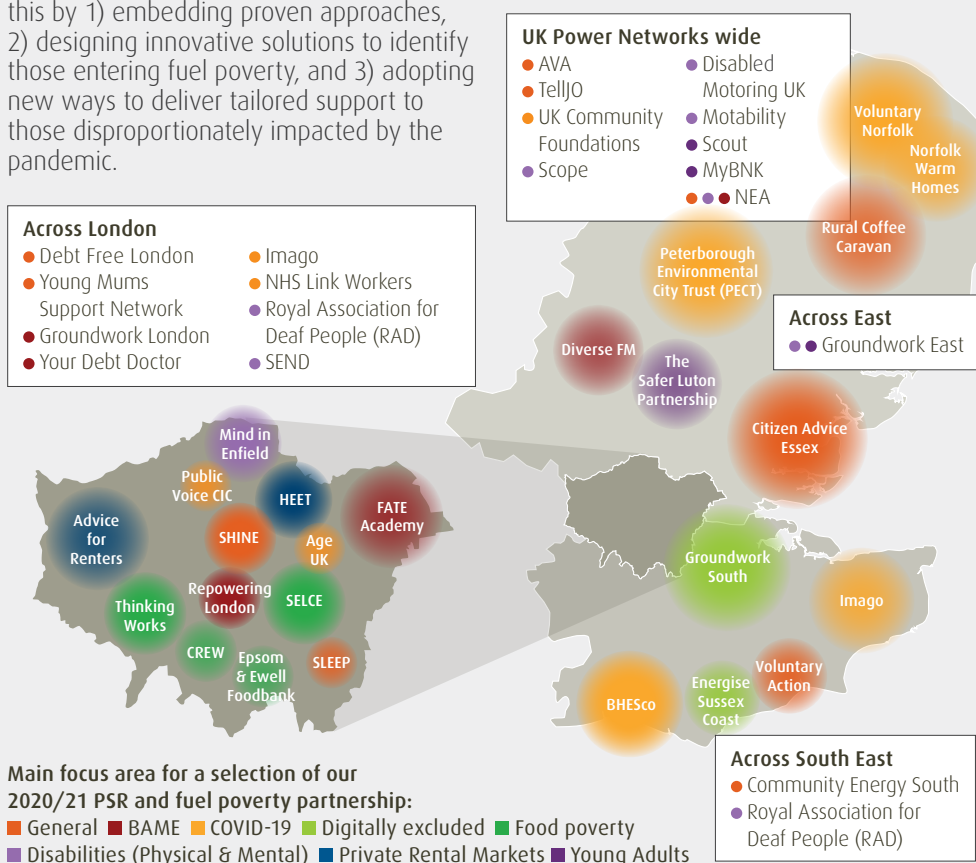 this by 1) embedding proven approaches,
2) designing innovative solutions to identify
those entering fuel poverty, and 3) adopting
new ways to deliver tailored support to
those disproportionately impacted by the
pandemic.
UK Power Networks wide
AVA
TellJO
UK Community
Foundations
Scope
Disabled
Motoring UK
Motability
Scout
MyBNK
NEA
Across London
Debt Free London
Young Mums
Support Network
Groundwork London
Your Debt Doctor
Imago
NHS Link Workers
Royal Association for
Deaf People (RAD)
SEND
Voluntary
Norfolk
Norfolk
Warm
Homes
Rural Coffee
Caravan
Peterborough
Environmental
City Trust (PECT)
Across East
Groundwork East
Diverse FM
The
Safer Luton
Partnership
Citizen Advice
Essex
Mind in
Enfield
Public
Voice CIC
HEET
FATE
Academy
Advice
for
Renters
SHINE
Age
UK
Repowering
London
SELCE
Thinking
Works
CREW
Epsom
& Ewell
Foodbank
SLEEP
Groundwork
South
Imago
Voluntary
Action
Energise
Sussex
Coast
BHESco
Across South East
Community Energy South
Royal Association for
Deaf People (RAD)
Main focus area for a selection of our
2020/21 PSR and fuel poverty partnership:
General BAME COVID-19 Digitally excluded Food poverty
Disabilities (Physical & Mental) Private Rental Markets Young Adults